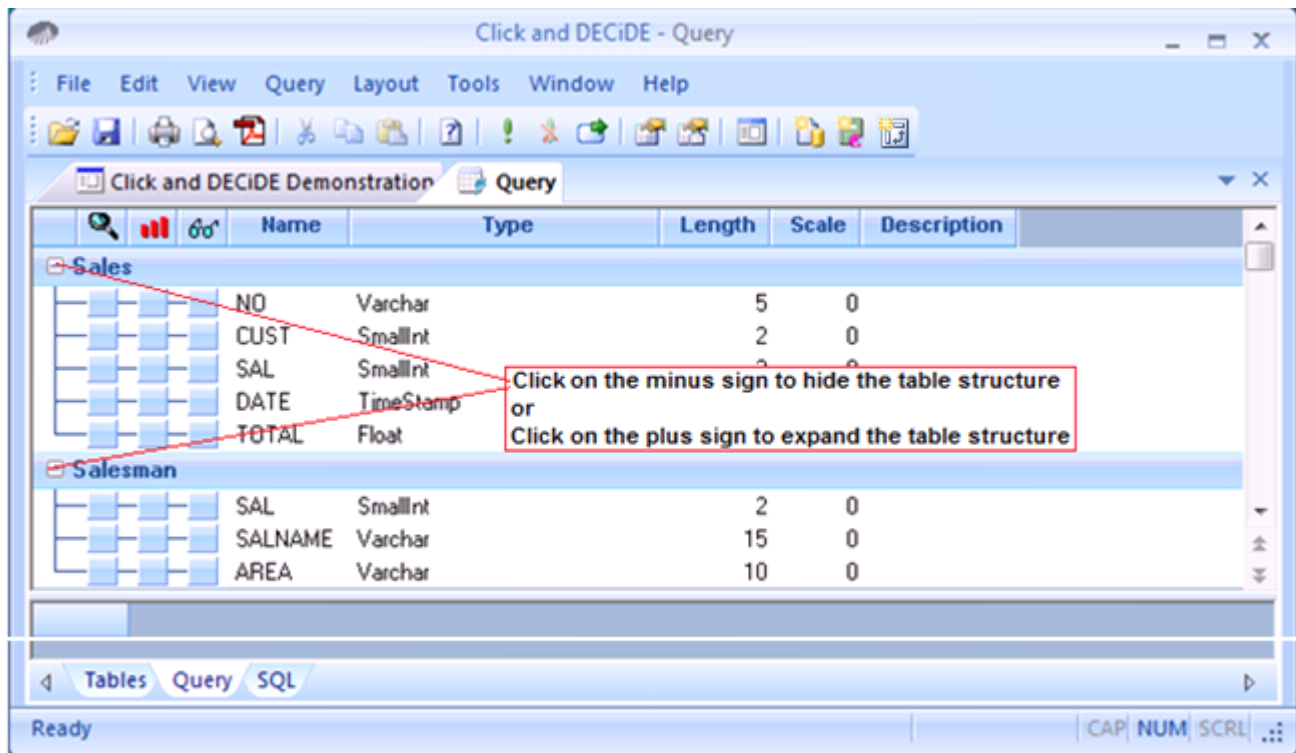 Click and DECiDE - Query
File Edit View Query Layout Tools Window Help
Click and DECiDE Demonstration Query
Name Type Length Scale Description
Sales
NO Varchar 5 0
CUST SmallInt 2 0
SAL SmallInt
DATE TimeStamp
TOTAL Float
Click on the minus sign to hide the table structure
or
Click on the plus sign to expand the table structure
Salesman
SAL SmallInt 2 0
SALNAME Varchar 15 0
AREA Varchar 10 0
Tables Query SQL
Ready CAP NUM SCRL